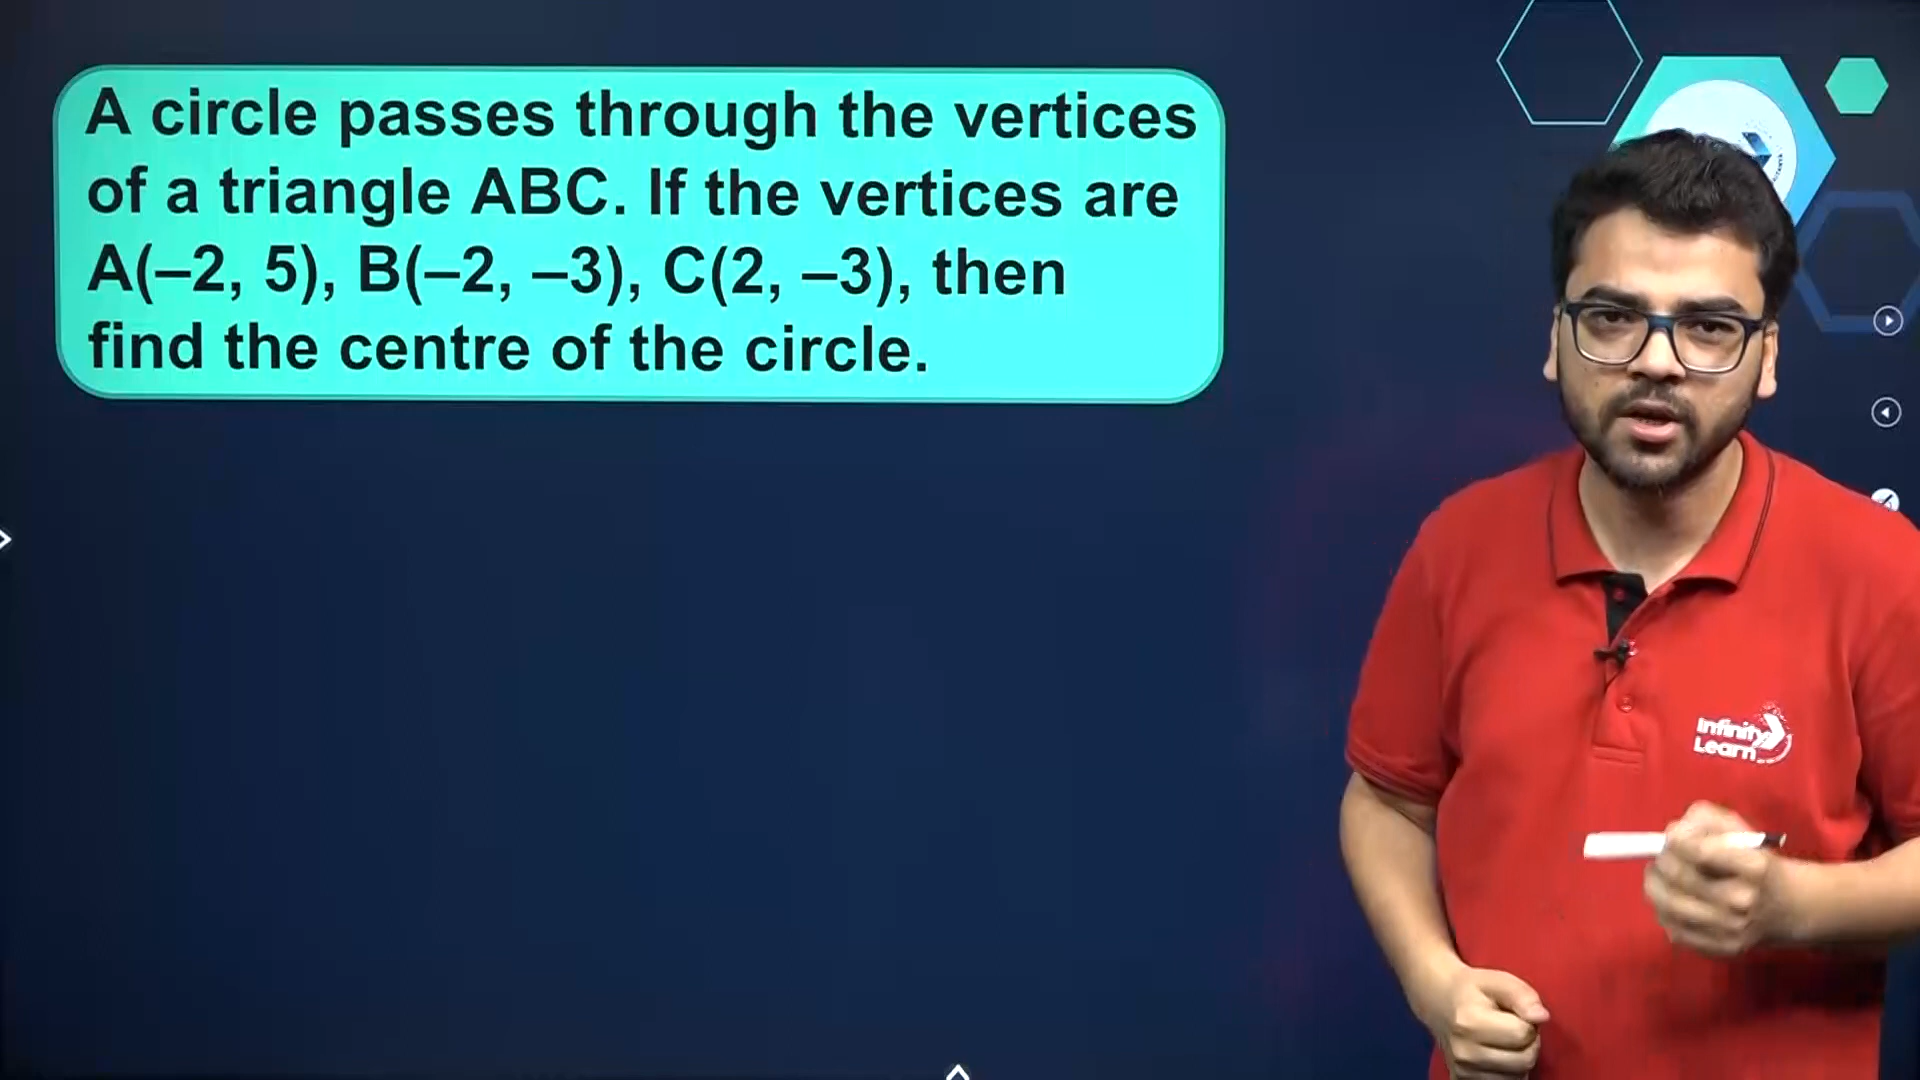 A circle passes through the vertices
of a triangle ABC. If the vertices are
A(–2, 5), B(–2, –3), C(2, –3), then
find the centre of the circle.
Infinity
Learn